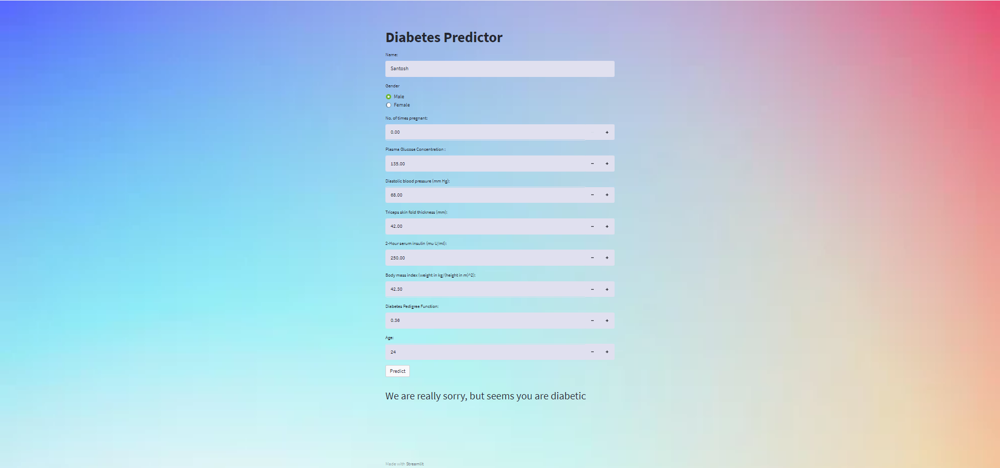 Diabetes Predictor
Name:
Santosh
Gender
Male
Female
No. of times pregnant:
0.00
+
Plasma Glucose Concentration :
135.00
- +
Diastolic blood pressure (mm Hg):
68.00
- +
Triceps skin fold thickness (mm):
42.00
- +
2-Hour serum insulin (mu U/ml):
250.00
- +
Body mass index (weight in kg/(height in m)^2):
42.30
- +
Diabetes Pedigree Function:
0.36
- +
Age:
24
- +
Predict
We are really sorry, but seems you are diabetic
Made with Streamlit